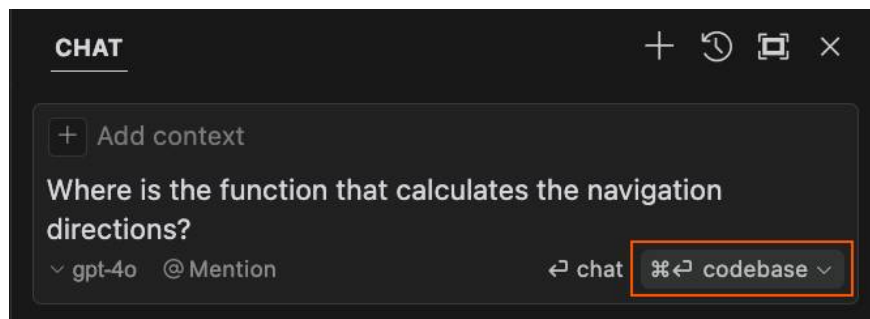 CHAT
Add context
Where is the function that calculates the navigation
directions?
gpt-4o @ Mention ⏎ chat ⌘⏎ codebase